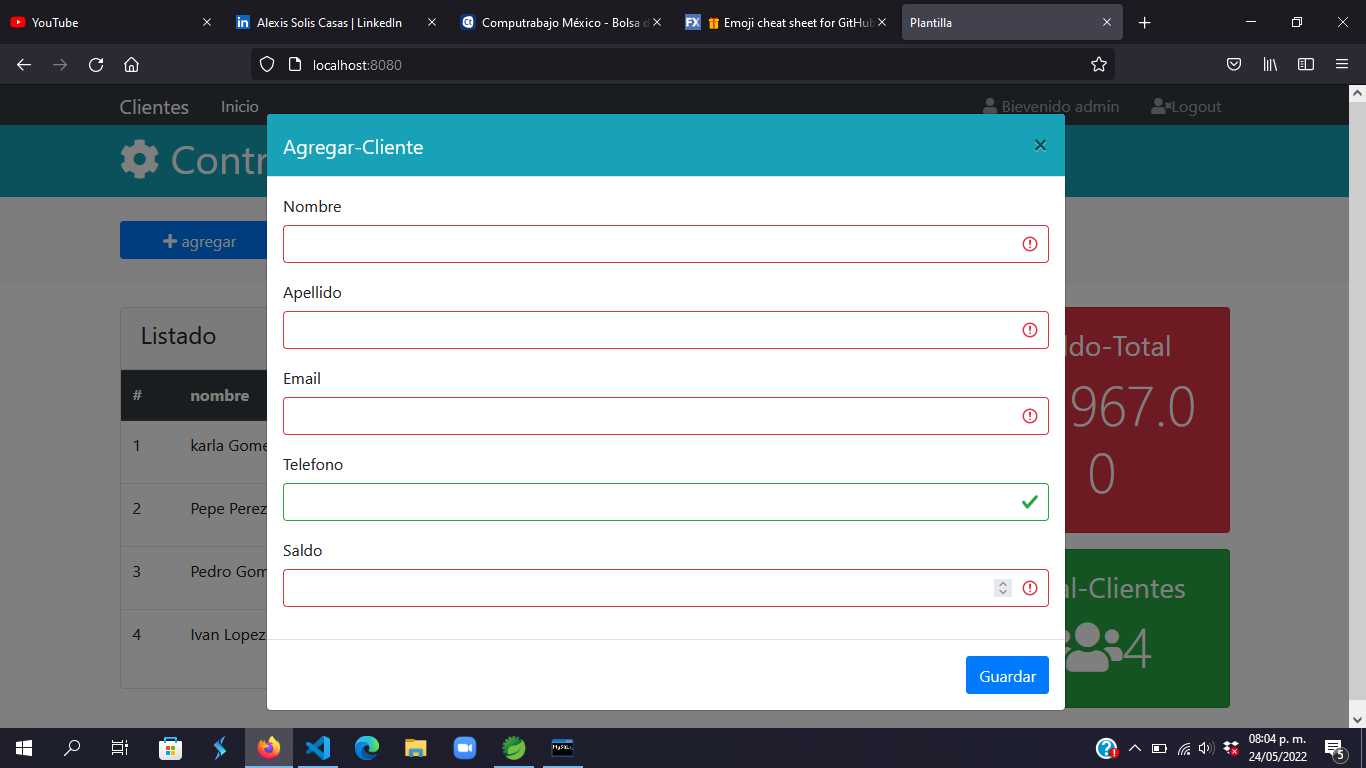 YouTube
Alexis Solis Casas | LinkedIn
Computrabajo México - Bolsa d
Emoji cheat sheet for GitHub
Plantilla
localhost:8080
Clientes Inicio Bievenido admin Logout
Contr
agregar
Agregar-Cliente
Nombre
Apellido
Email
Telefono
Saldo
Guardar
Listado
# nombre
1 karla Gome
2 Pepe Perez
3 Pedro Gom
4 Ivan Lopez
ldo-Total
967.0
0
al-Clientes
4
08:04 p. m.
24/05/2022
5